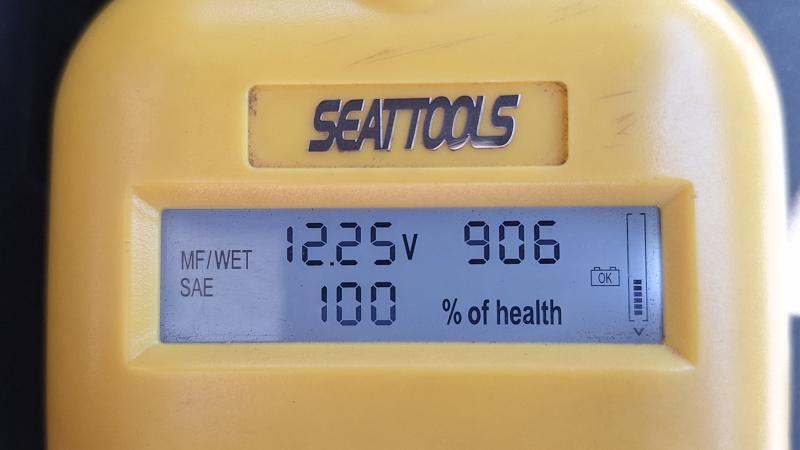 SEATTOOLS
MF/WET 12.25V 906
OK
SAE 100 % of health